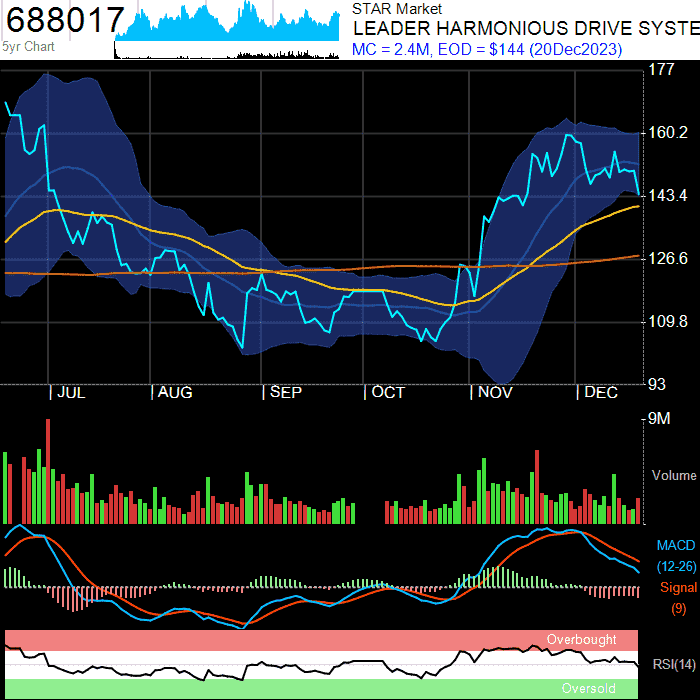 688017
5yr Chart
STAR Market
LEADER HARMONIOUS DRIVE SYSTE
MC = 2.4M, EOD = $144 (20Dec2023)
177
160.2
143.4
126.6
109.8
93
| JUL | AUG | SEP | OCT | NOV | DEC
9M
Volume
MACD
(12-26)
Signal
(9)
Overbought
RSI(14)
Oversold